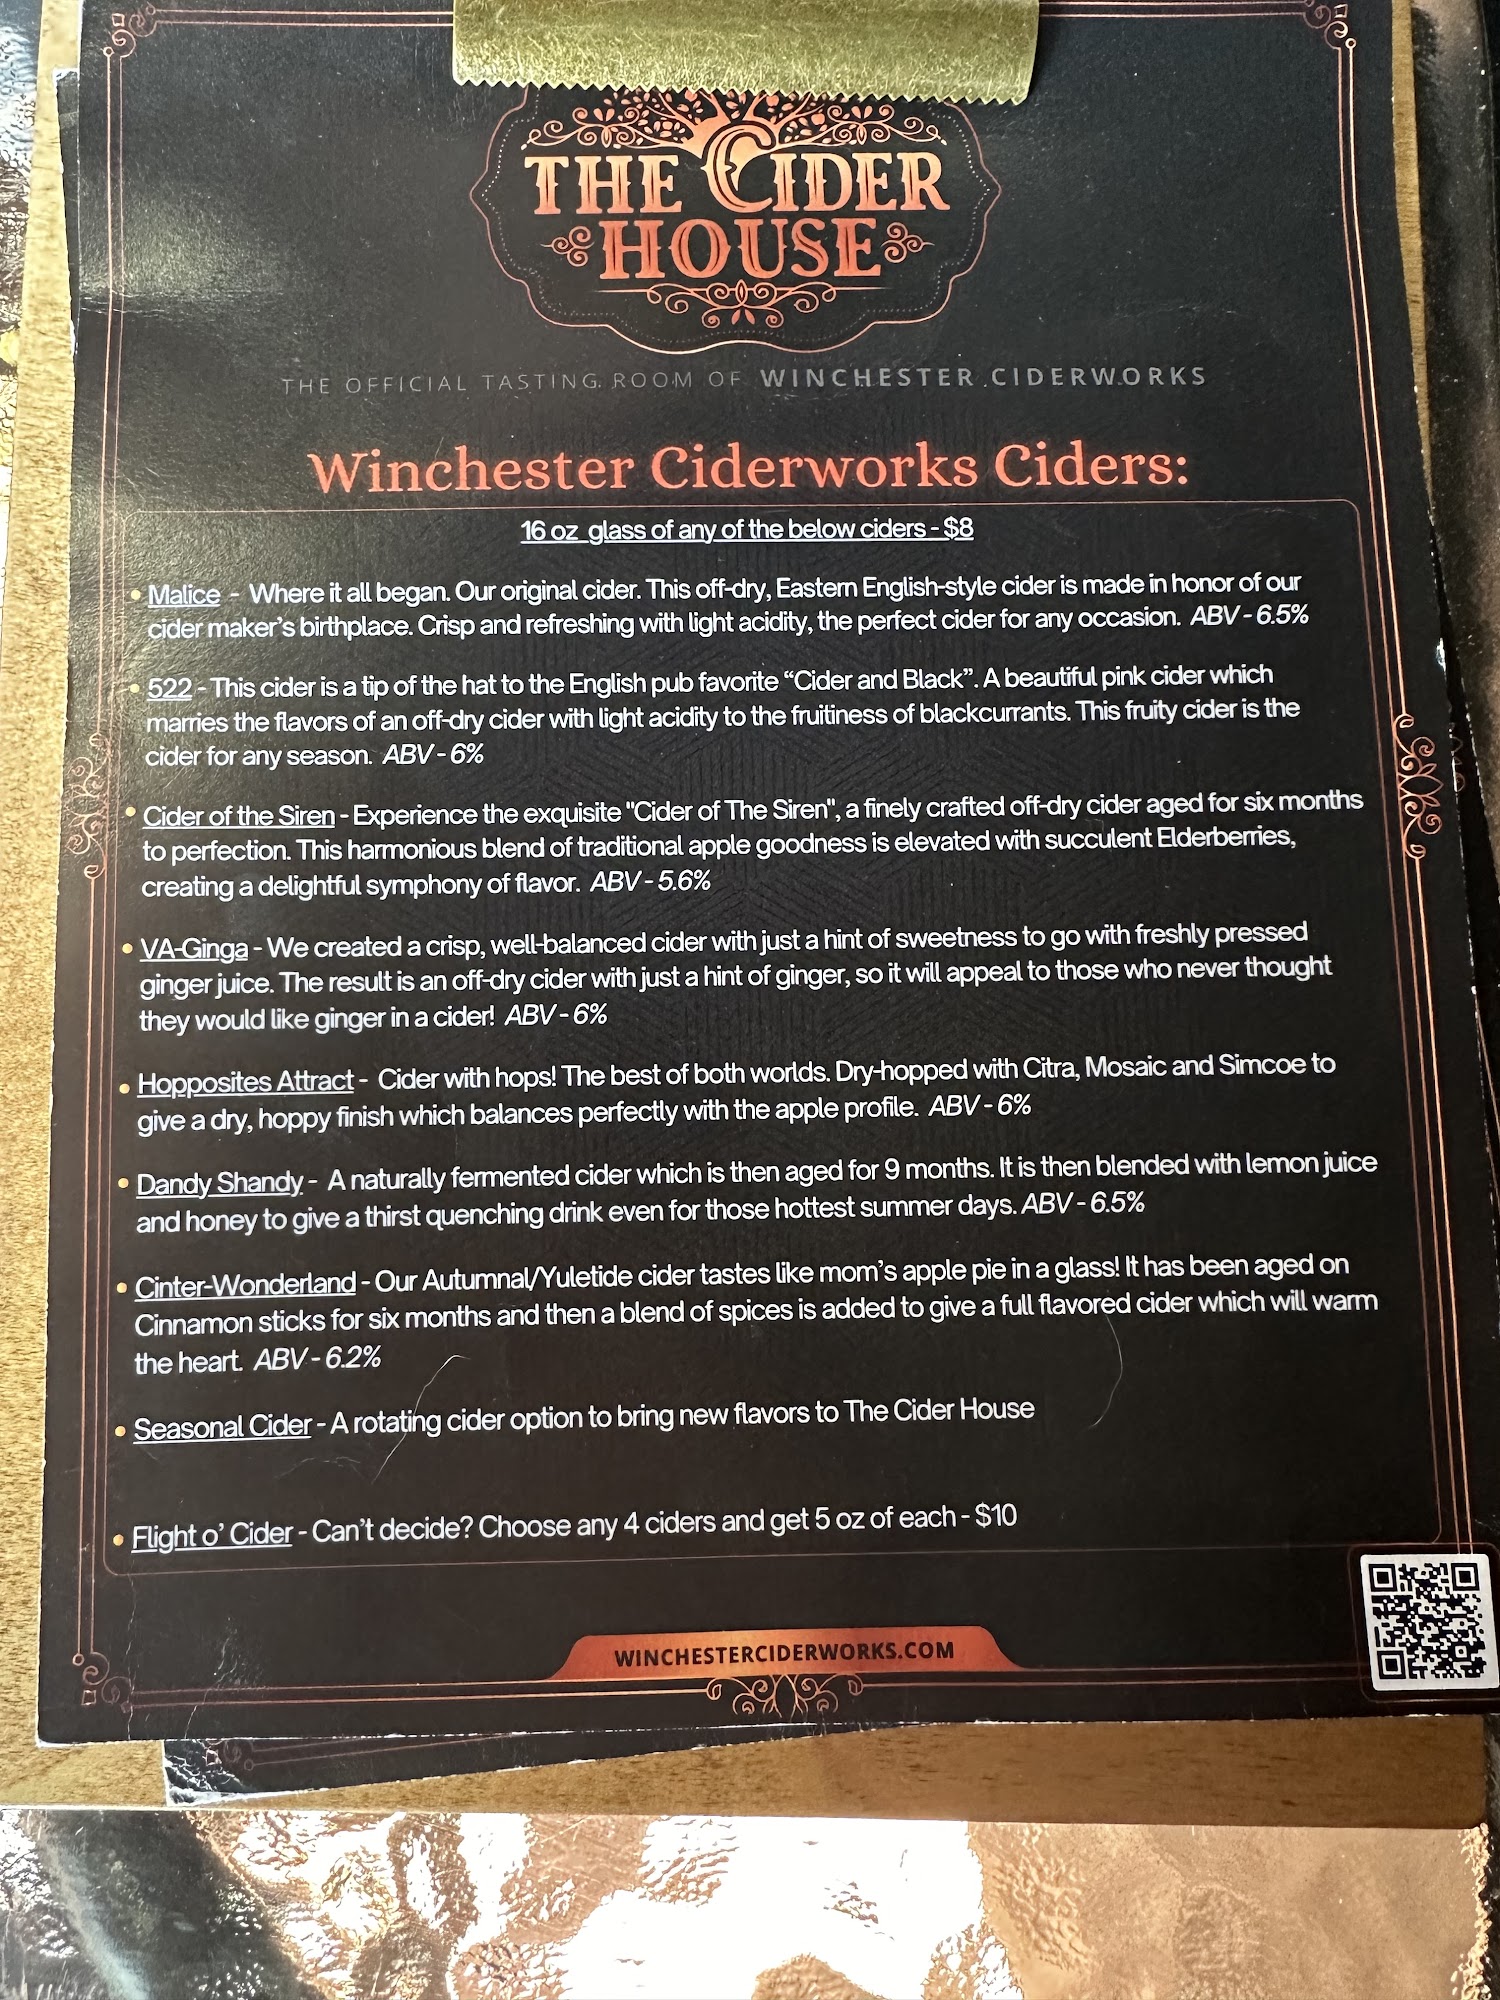 THE CIDER
HOUSE
THE OFFICIAL TASTING ROOM OF WINCHESTER CIDERWORKS
Winchester Ciderworks Ciders:
16 oz glass of any of the below ciders - $8
• Malice - Where it all began. Our original cider. This off-dry, Eastern English-style cider is made in honor of our
cider maker's birthplace. Crisp and refreshing with light acidity, the perfect cider for any occasion. ABV - 6.5%
• 522 - This cider is a tip of the hat to the English pub favorite “Cider and Black”. A beautiful pink cider which
marries the flavors of an off-dry cider with light acidity to the fruitiness of blackcurrants. This fruity cider is the
cider for any season. ABV - 6%
• Cider of the Siren - Experience the exquisite "Cider of The Siren", a finely crafted off-dry cider aged for six months
to perfection. This harmonious blend of traditional apple goodness is elevated with succulent Elderberries,
creating a delightful symphony of flavor. ABV - 5.6%
• VA-Ginga - We created a crisp, well-balanced cider with just a hint of sweetness to go with freshly pressed
ginger juice. The result is an off-dry cider with just a hint of ginger, so it will appeal to those who never thought
they would like ginger in a cider! ABV - 6%
• Hopposites Attract - Cider with hops! The best of both worlds. Dry-hopped with Citra, Mosaic and Simcoe to
give a dry, hoppy finish which balances perfectly with the apple profile. ABV - 6%
• Dandy Shandy - A naturally fermented cider which is then aged for 9 months. It is then blended with lemon juice
and honey to give a thirst quenching drink even for those hottest summer days. ABV - 6.5%
• Cinter-Wonderland - Our Autumnal/Yuletide cider tastes like mom's apple pie in a glass! It has been aged on
Cinnamon sticks for six months and then a blend of spices is added to give a full flavored cider which will warm
the heart. ABV - 6.2%
• Seasonal Cider - A rotating cider option to bring new flavors to The Cider House
• Flight o' Cider - Can't decide? Choose any 4 ciders and get 5 oz of each - $10
WINCHESTERCIDERWORKS.COM